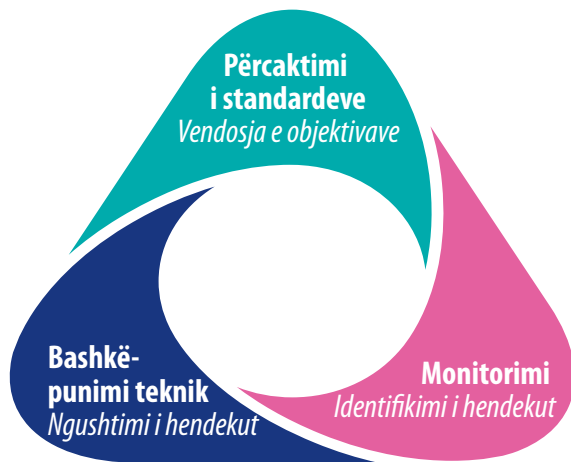 Përcaktimi
i standardeve
Vendosja e objektivave
Bashkë-
punimi teknik
Ngushtimi i hendekut
Monitorimi
Identifikimi i hendekut